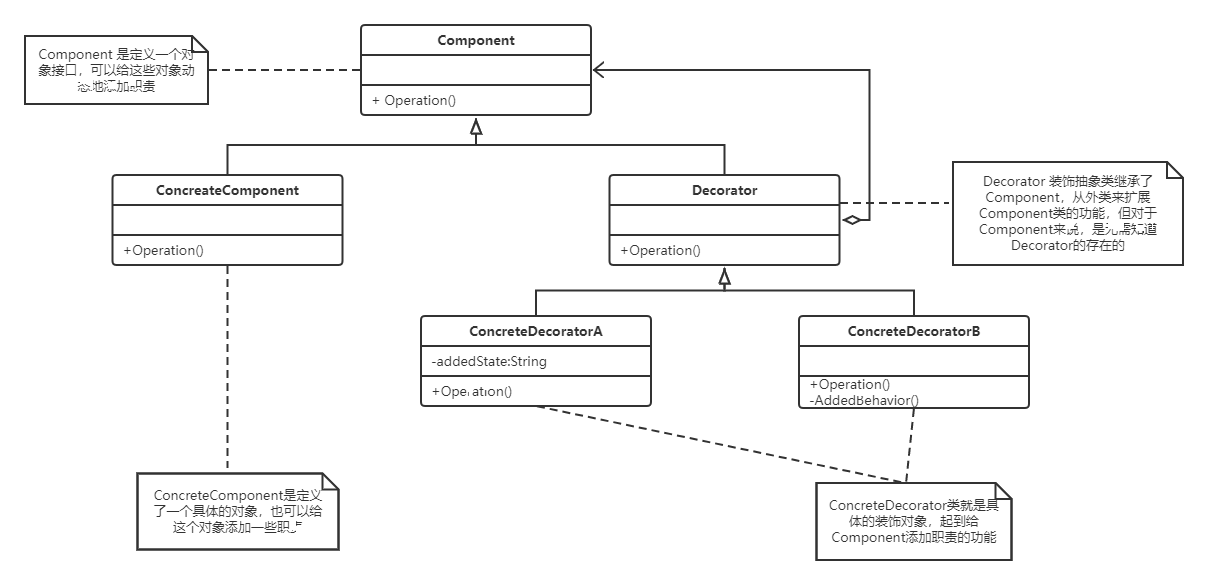 Component
Component 是定义一个对
象接口，可以给这些对象动
态地添加职责
+ Operation()
ConcreateComponent
+Operation()
Decorator
+Operation()
Decorator 装饰抽象类继承了
Component，从外类来扩展
Component类的功能，但对于
Component来说，是无需知道
Decorator的存在的
ConcreteDecoratorA
-addedState:String
+Operation()
ConcreteDecoratorB
+Operation()
-AddedBehavior()
ConcreteComponent是定义
了一个具体的对象，也可以给
这个对象添加一些职责
ConcreteDecorator类就是具
体的装饰对象，起到给
Component添加职责的功能